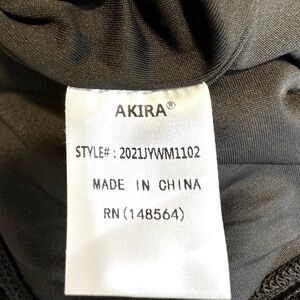 AKIRA®
STYLE#: 2021JYWM1102
MADE IN CHINA
RN(148564)